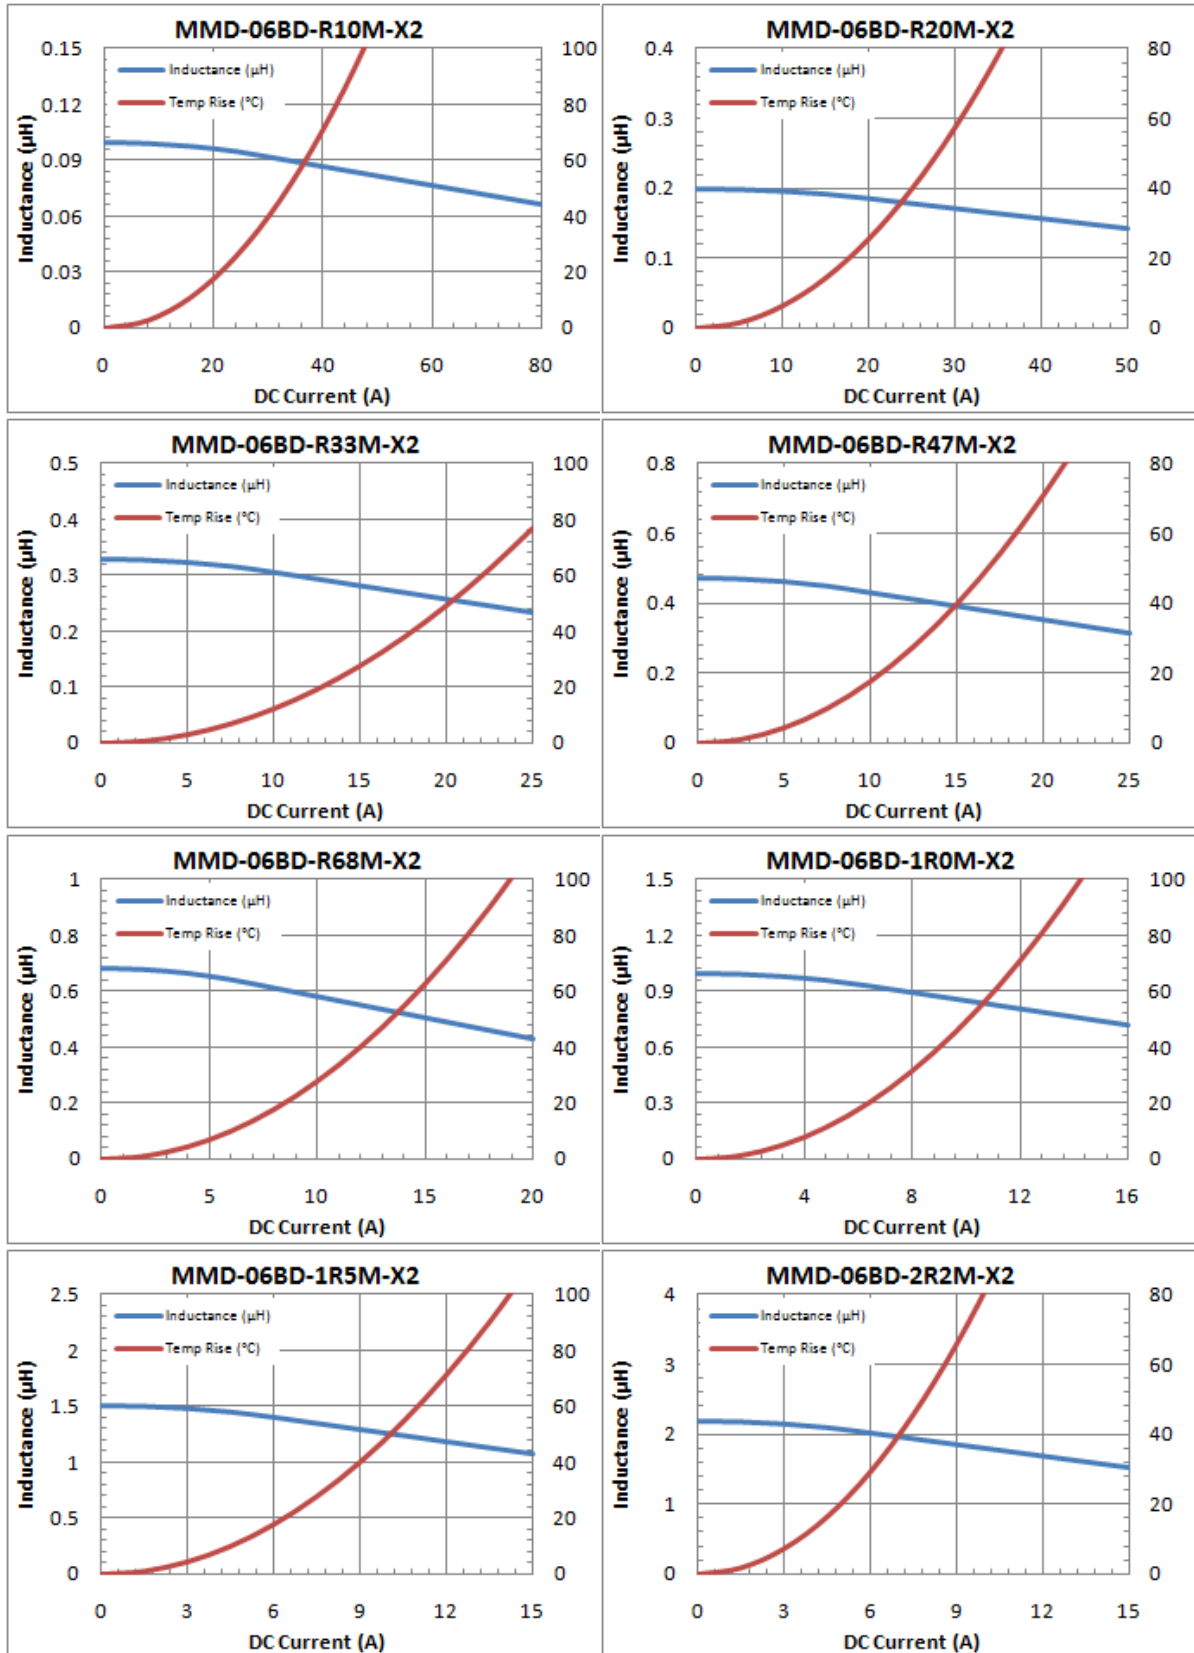 MMD-06BD-R10M-X2
Inductance (µH)
Temp Rise (°C)
Inductance (µH)
0.15
0.12
0.09
0.06
0.03
0
100
80
60
40
20
0
0 20 40 60 80
DC Current (A)
MMD-06BD-R20M-X2
Inductance (µH)
Temp Rise (°C)
Inductance (µH)
0.4
0.3
0.2
0.1
0
80
60
40
20
0
0 10 20 30 40 50
DC Current (A)
MMD-06BD-R33M-X2
Inductance (µH)
Temp Rise (°C)
Inductance (µH)
0.5
0.4
0.3
0.2
0.1
0
100
80
60
40
20
0
0 5 10 15 20 25
DC Current (A)
MMD-06BD-R47M-X2
Inductance (µH)
Temp Rise (°C)
Inductance (µH)
0.8
0.6
0.4
0.2
0
80
60
40
20
0
0 5 10 15 20 25
DC Current (A)
MMD-06BD-R68M-X2
Inductance (µH)
Temp Rise (°C)
Inductance (µH)
1
0.8
0.6
0.4
0.2
0
100
80
60
40
20
0
0 5 10 15 20
DC Current (A)
MMD-06BD-1R0M-X2
Inductance (µH)
Temp Rise (°C)
Inductance (µH)
1.5
1.2
0.9
0.6
0.3
0
100
80
60
40
20
0
0 4 8 12 16
DC Current (A)
MMD-06BD-1R5M-X2
Inductance (µH)
Temp Rise (°C)
Inductance (µH)
2.5
2
1.5
1
0.5
0
100
80
60
40
20
0
0 3 6 9 12 15
DC Current (A)
MMD-06BD-2R2M-X2
Inductance (µH)
Temp Rise (°C)
Inductance (µH)
4
3
2
1
0
80
60
40
20
0
0 3 6 9 12 15
DC Current (A)